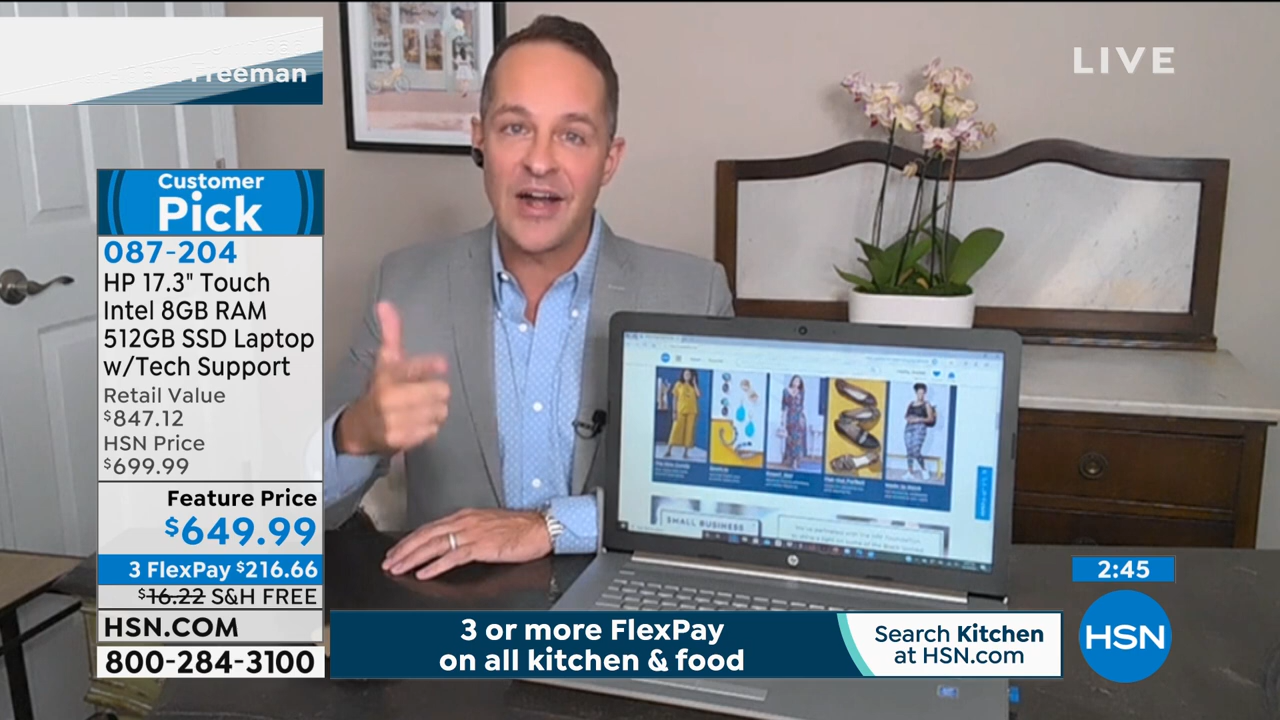 Freeman
LIVE
Customer
Pick
087-204
HP 17.3" Touch
Intel 8GB RAM
512GB SSD Laptop
w/Tech Support
Retail Value
$847.12
HSN Price
$699.99
Feature Price
$649.99
3 FlexPay $216.66
$16.22 S&H FREE
HSN.COM
800-284-3100
SMALL BUSINESS
hp
3 or more FlexPay
on all kitchen & food
Search Kitchen
at HSN.com
2:45
HSN